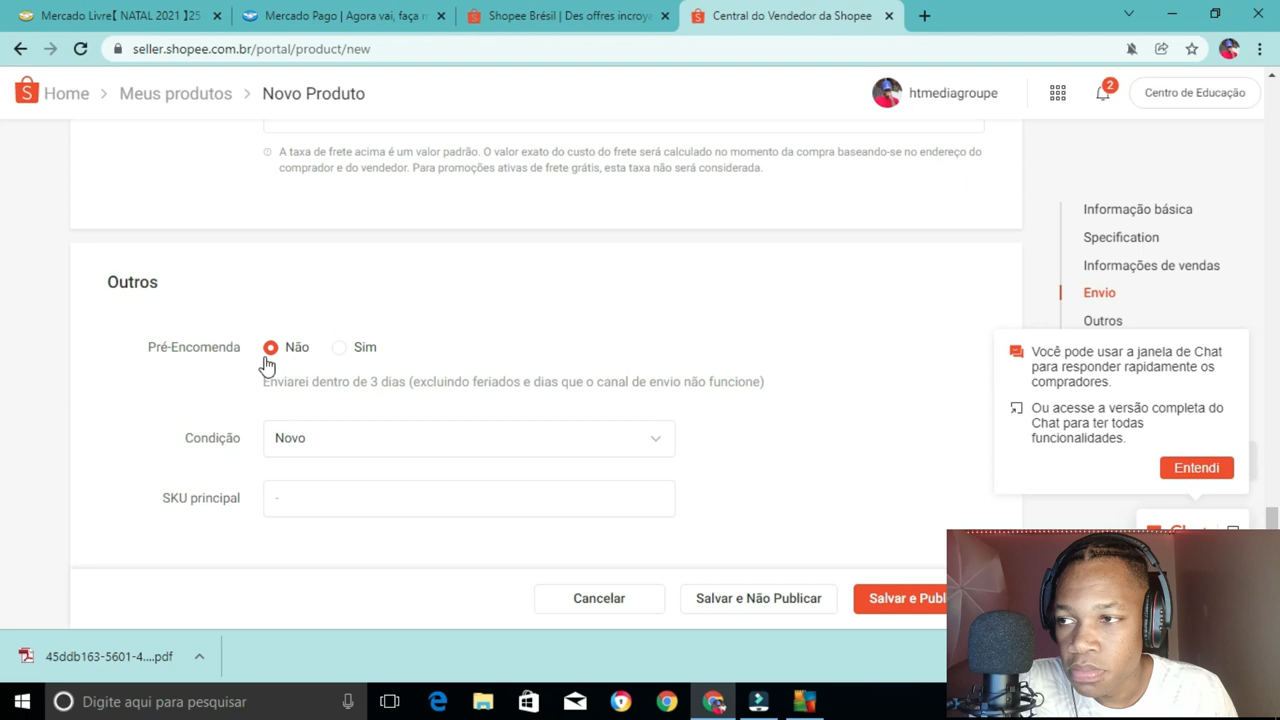 Mercado Livre【 NATAL 2021 】25
Mercado Pago | Agora vai, faça m
Shopee Brésil | Des offres incroya
Central do Vendedor da Shopee
seller.shopee.com.br/portal/product/new
Home > Meus produtos > Novo Produto
htmediagroupe
2
Centro de Educação
A taxa de frete acima é um valor padrão. O valor exato do custo do frete será calculado no momento da compra baseando-se no endereço do
comprador e do vendedor. Para promoções ativas de frete grátis, esta taxa não será considerada.
Informação básica
Specification
Informações de vendas
Envio
Outros
Outros
Pré-Encomenda
Não
Sim
Enviarei dentro de 3 dias (excluindo feriados e dias que o canal de envio não funcione)
Condição
Novo
SKU principal
-
Você pode usar a janela de Chat
para responder rapidamente os
compradores.
Ou acesse a versão completa do
Chat para ter todas
funcionalidades.
Entendi
Cancelar
Salvar e Não Publicar
Salvar e Publ
45ddb163-5601-4....pdf
Digite aqui para pesquisar